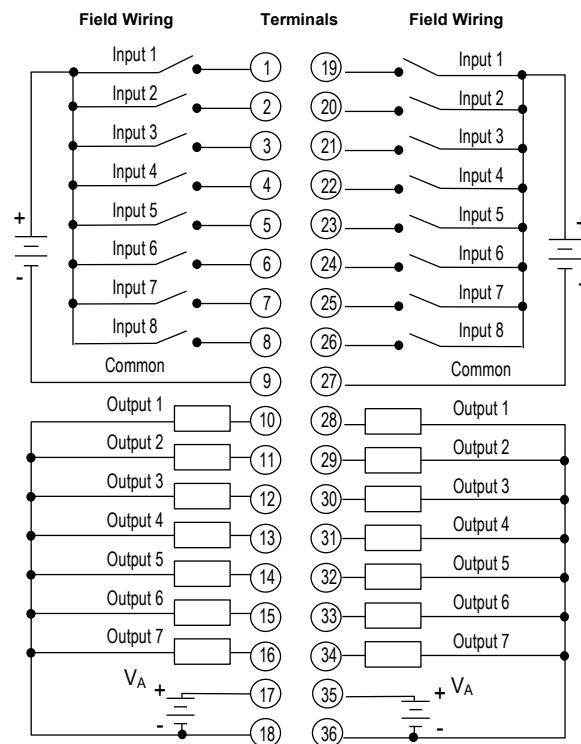 Field Wiring Terminals Field Wiring
Input 1 1 19 Input 1
Input 2 2 20 Input 2
Input 3 3 21 Input 3
Input 4 4 22 Input 4
+ Input 5 5 23 Input 5 +
- Input 6 6 24 Input 6 -
Input 7 7 25 Input 7
Input 8 8 26 Input 8
Common 9 27 Common
Output 1 10 28 Output 1
Output 2 11 29 Output 2
Output 3 12 30 Output 3
Output 4 13 31 Output 4
Output 5 14 32 Output 5
Output 6 15 33 Output 6
Output 7 16 34 Output 7
VA + 17 35 + VA
- 18 36 -